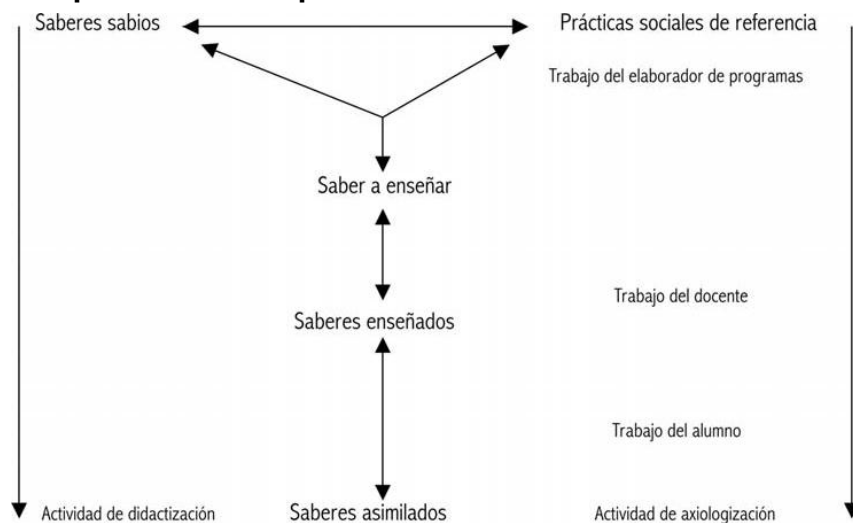 Saberes sabios
Prácticas sociales de referencia
Trabajo del elaborador de programas
Saber a enseñar
Trabajo del docente
Saberes enseñados
Trabajo del alumno
Actividad de didactización
Saberes asimilados
Actividad de axiologización